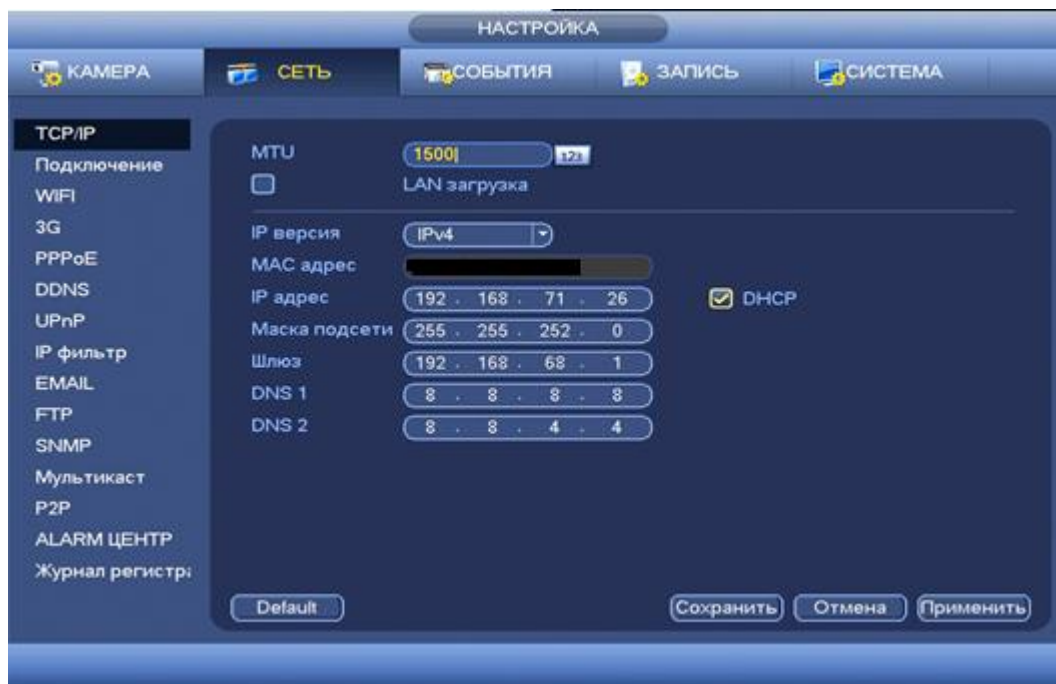 НАСТРОЙКА
КАМЕРА СЕТЬ СОБЫТИЯ ЗАПИСЬ СИСТЕМА
TCP/IP
Подключение
WIFI
3G
PPPoE
DDNS
UPnP
IP фильтр
EMAIL
FTP
SNMP
Мультикаст
P2P
ALARM ЦЕНТР
Журнал регистра
MTU 1500 123
LAN загрузка
IP версия IPv4
MAC адрес
IP адрес 192 . 168 . 71 . 26 DHCP
Маска подсети 255 . 255 . 252 . 0
Шлюз 192 . 168 . 68 . 1
DNS 1 8 . 8 . 8 . 8
DNS 2 8 . 8 . 4 . 4
Default Сохранить Отмена Применить